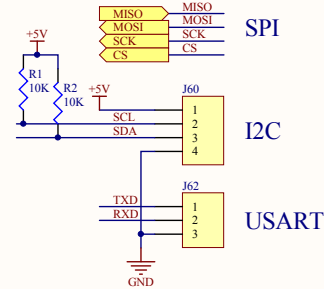 MISO MISO
MOSI MOSI
SCK SCK
CS CS
SPI
+5V
R1
10K
R2
10K
+5V
J60
SCL
SDA
1
2
3
4
I2C
J62
TXD
RXD
1
2
3
USART
GND